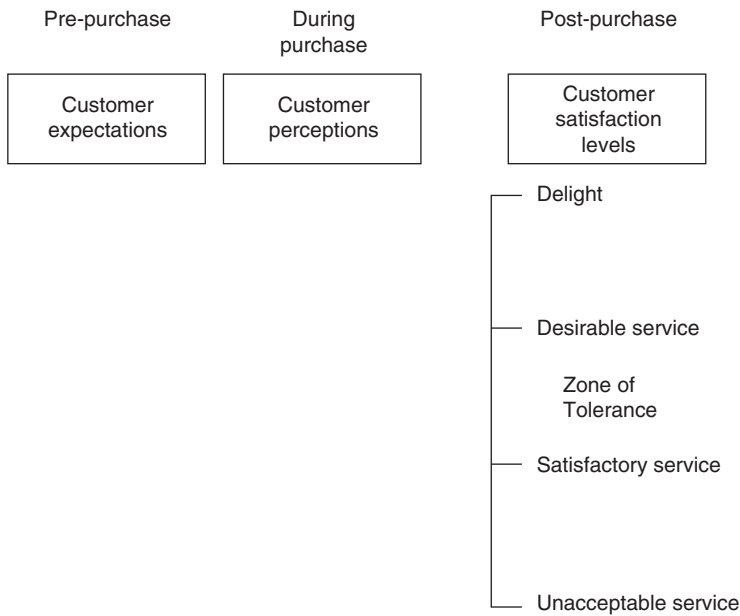 Pre-purchase
During
purchase
Post-purchase
Customer
expectations
Customer
perceptions
Customer
satisfaction
levels
Delight
Desirable service
Zone of
Tolerance
Satisfactory service
Unacceptable service